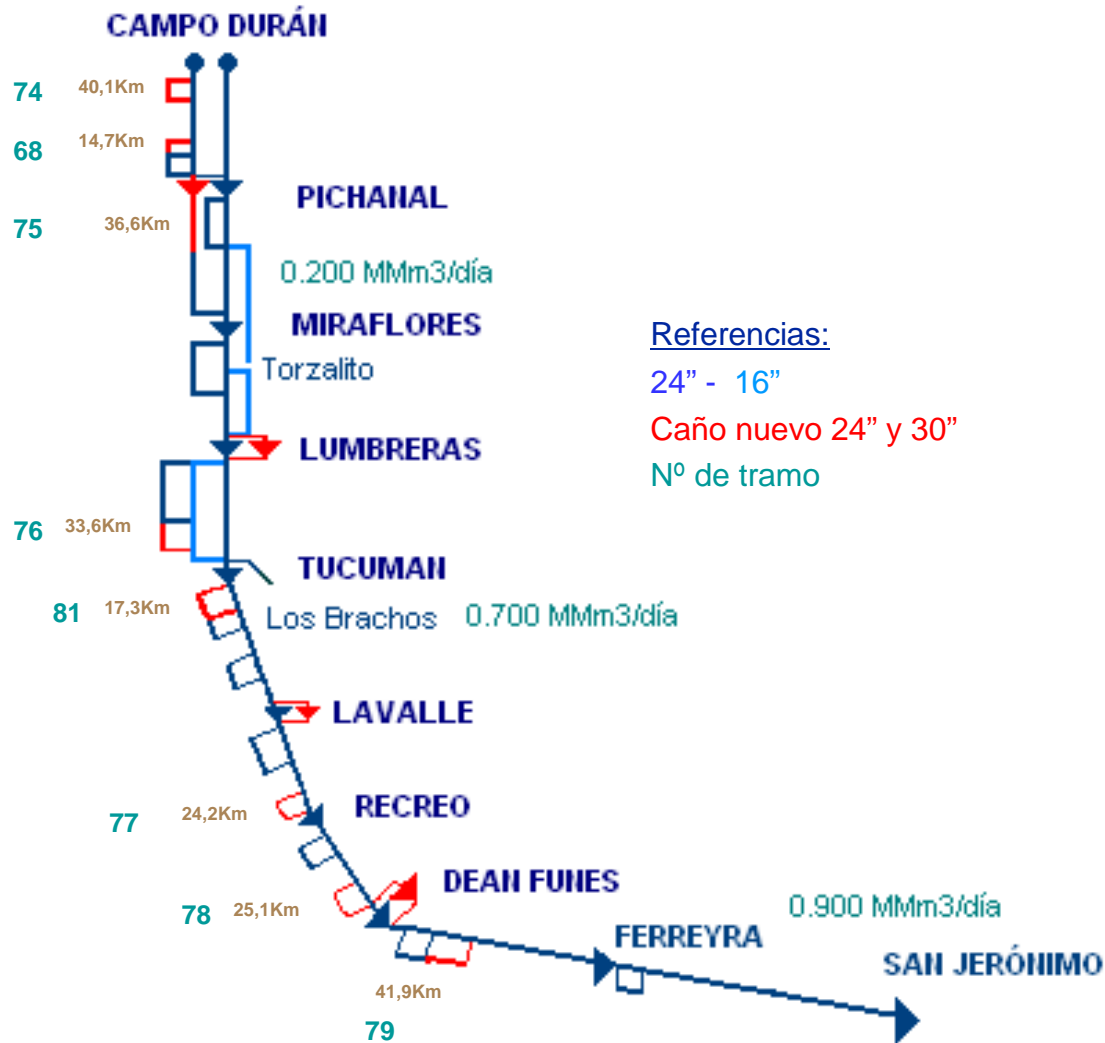 CAMPO DURÁN
74 40,1Km
68 14,7Km
PICHANAL
75 36,6Km
0.200 MMm3/día
MIRAFLORES
Torzalito
Referencias:
24” - 16”
Caño nuevo 24” y 30”
Nº de tramo
LUMBRERAS
76 33,6Km
TUCUMAN
81 17,3Km
Los Brachos 0.700 MMm3/día
LAVALLE
RECREO
77 24,2Km
DEAN FUNES
78 25,1Km
0.900 MMm3/día
FERREYRA
SAN JERÓNIMO
41,9Km
79